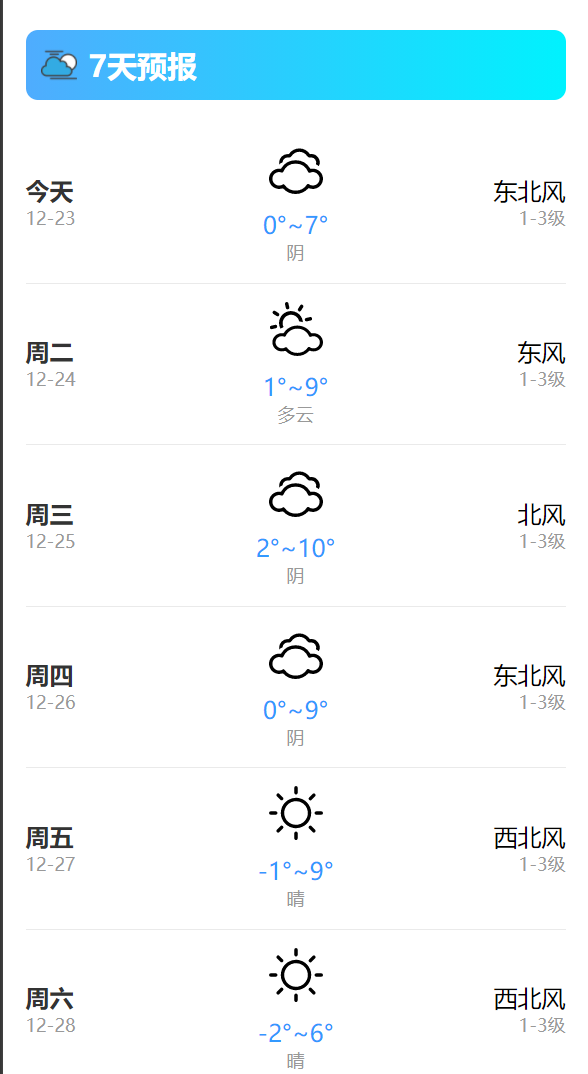 7天预报
今天
12-23
0°~7°
阴
东北风
1-3级
周二
12-24
1°~9°
多云
东风
1-3级
周三
12-25
2°~10°
阴
北风
1-3级
周四
12-26
0°~9°
阴
东北风
1-3级
周五
12-27
-1°~9°
晴
西北风
1-3级
周六
12-28
-2°~6°
晴
西北风
1-3级